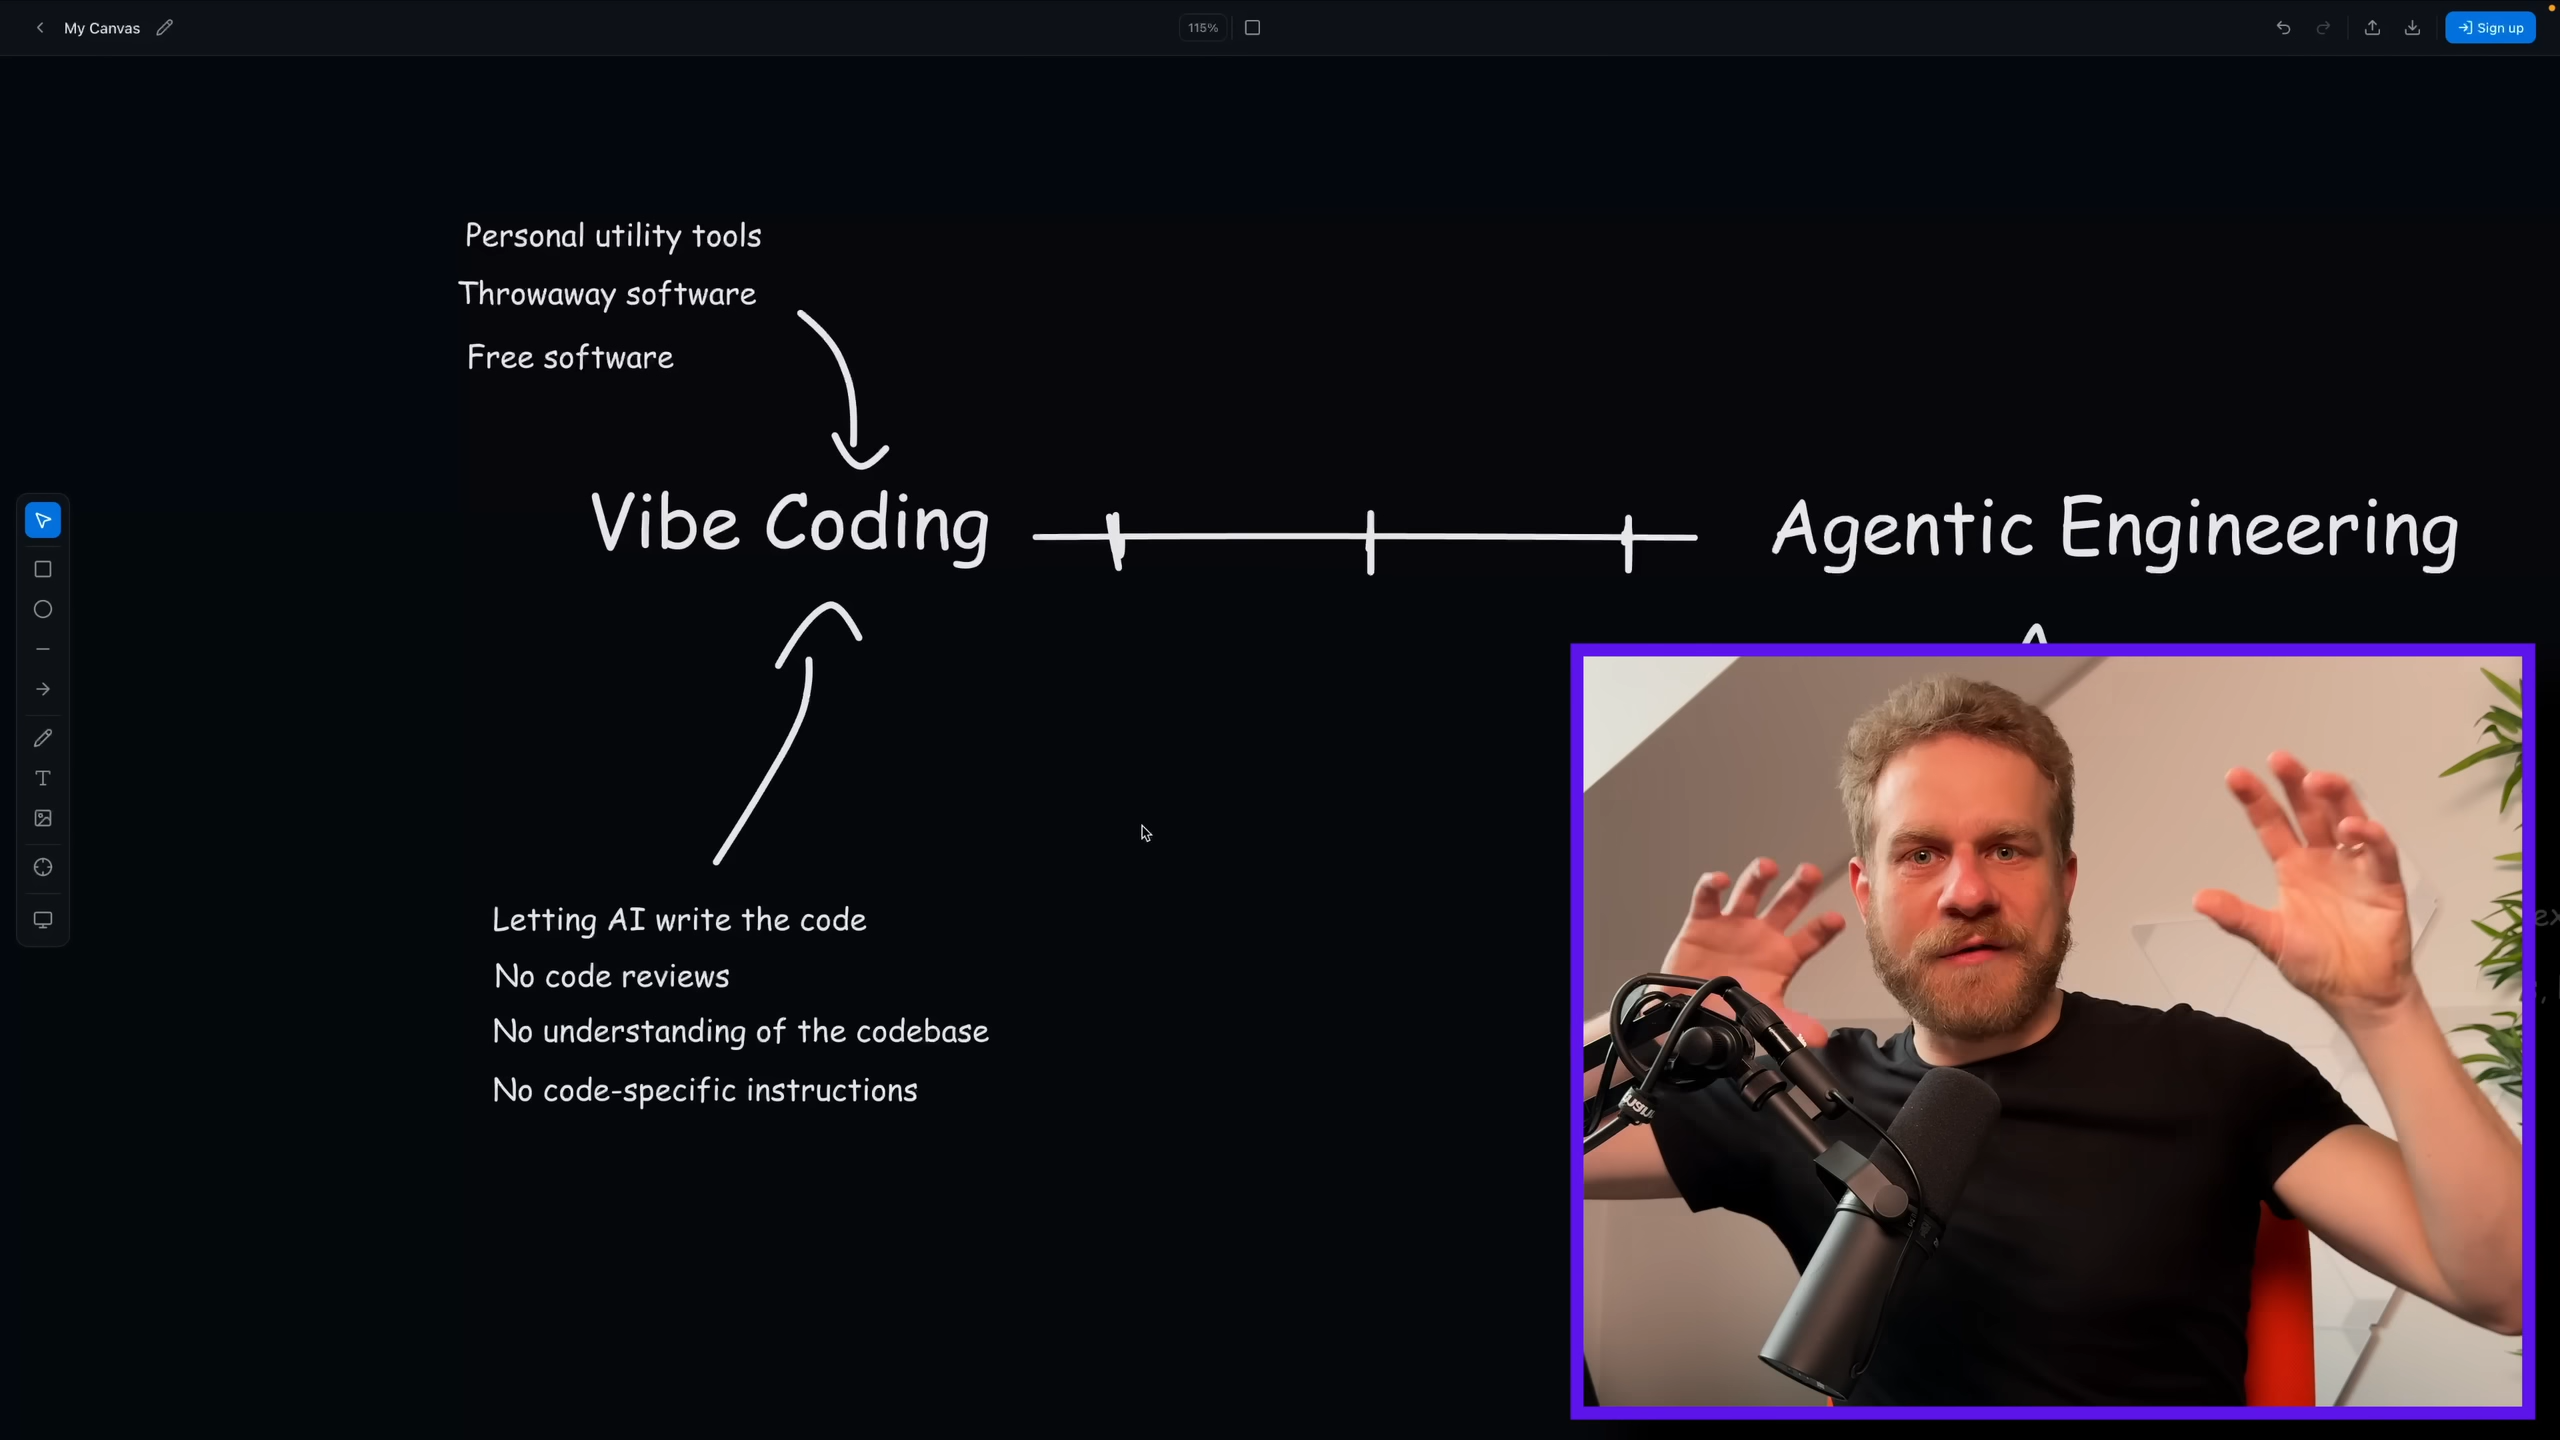 My Canvas
115%
Sign up
Personal utility tools
Throwaway software
Free software
Vibe Coding
Agentic Engineering
Letting AI write the code
No code reviews
No understanding of the codebase
No code-specific instructions